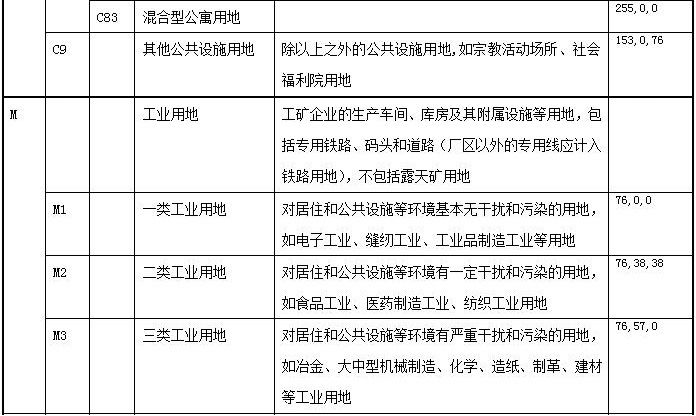 C83 混合型公寓用地 255,0,0
C9 其他公共设施用地 除以上之外的公共设施用地,如宗教活动场所、社会 153,0,76
福利院用地
M 工业用地 工矿企业的生产车间、库房及其附属设施等用地,包
括专用铁路、码头和道路(厂区以外的专用线应计入
铁路用地),不包括露天矿用地
M1 一类工业用地 对居住和公共设施等环境基本无干扰和污染的用地, 76,0,0
如电子工业、缝纫工业、工业品制造工业等用地
M2 二类工业用地 对居住和公共设施等环境有一定干扰和污染的用地, 76,38,38
如食品工业、医药制造工业、纺织工业用地
M3 三类工业用地 对居住和公共设施等环境有严重干扰和污染的用地, 76,57,0
如冶金、大中型机械制造、化学、造纸、制革、建材
等工业用地